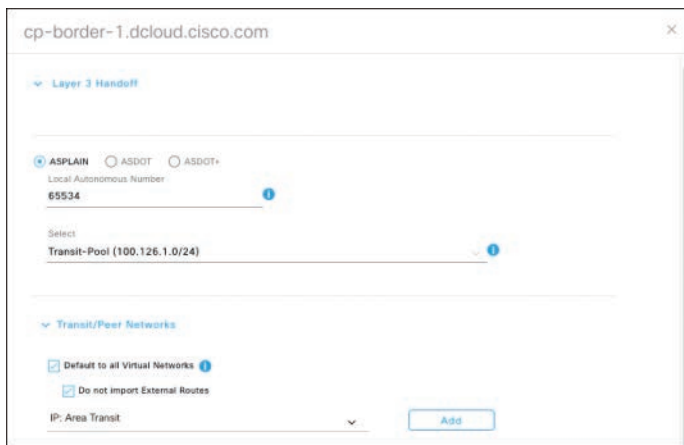 cp-border-1.dcloud.cisco.com
Layer 3 Handoff
ASPLAIN ASDOT ASDOT+
Local Autonomous Number
65534
Select
Transit-Pool (100.126.1.0/24)
Transit/Peer Networks
Default to all Virtual Networks
Do not import External Routes
IP: Area Transit
Add